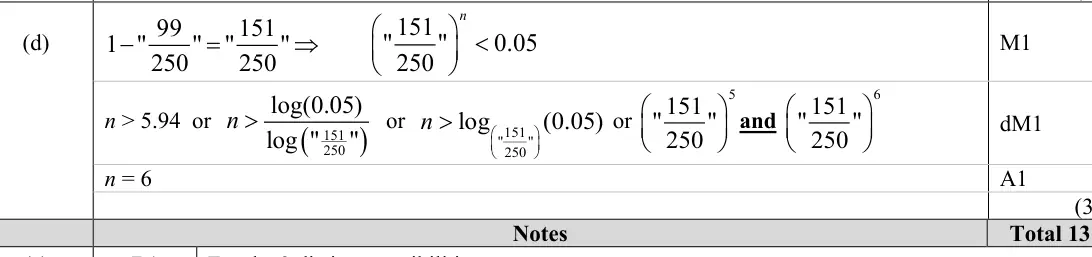 (d) 1 − "99/250" = "151/250" ⇒ ("151/250")^n < 0.05 M1
n > 5.94 or n > log(0.05)/log("151/250") or n > log_("151/250")(0.05) or ("151/250")^5 and ("151/250")^6 dM1
n = 6 A1
(3
Notes Total 13